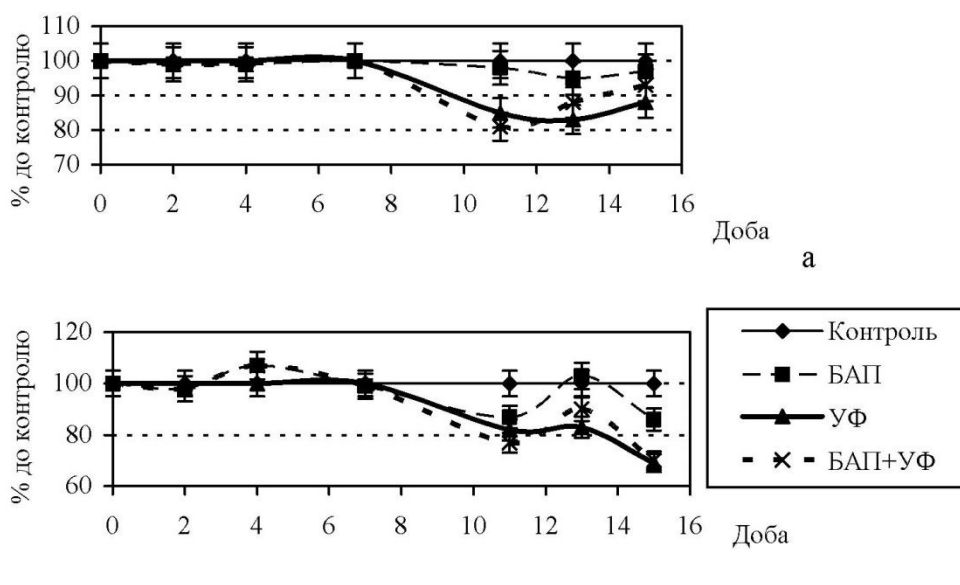 % до контролю
110
100
90
80
70
0 2 4 6 8 10 12 14 16
Доба
а
% до контролю
120
100
80
60
0 2 4 6 8 10 12 14 16
Доба
Контроль
БАП
УФ
БАП+УФ